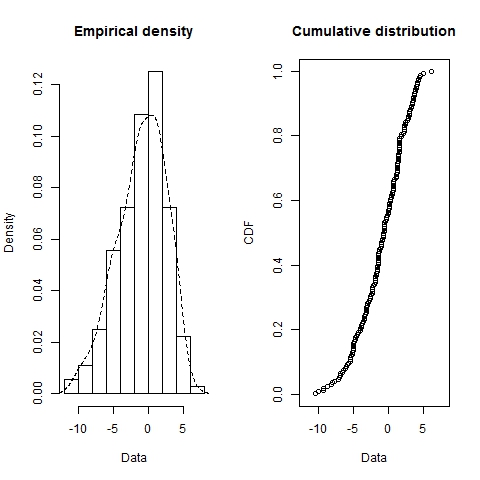 Empirical density
Density
0.00 0.02 0.04 0.06 0.08 0.10 0.12
-10 -5 0 5
Data
Cumulative distribution
CDF
0.0 0.2 0.4 0.6 0.8 1.0
-10 -5 0 5
Data